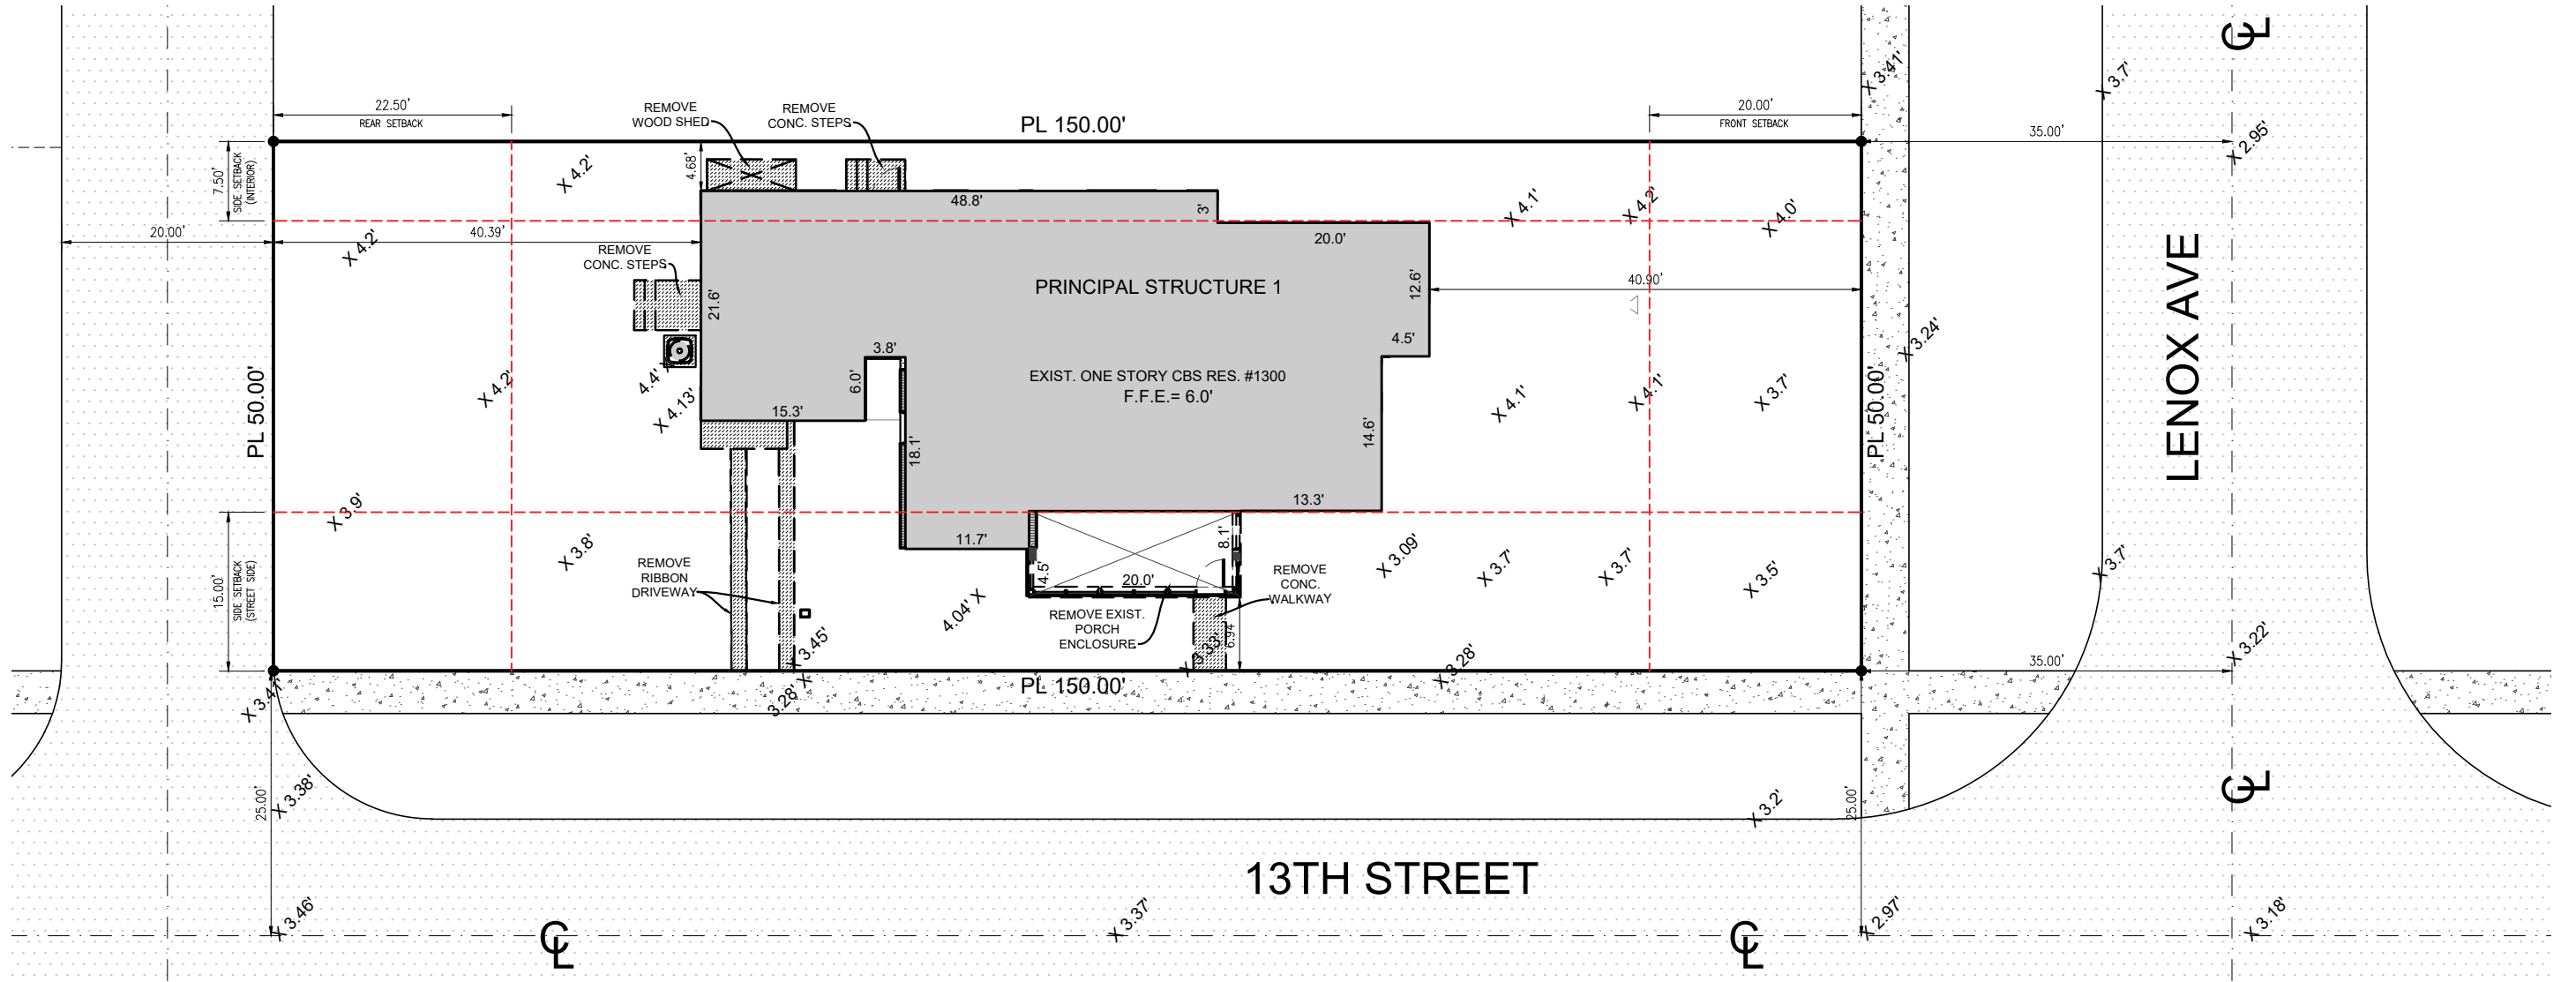 ℄
X 3.41'
X 3.7'
22.50'
REAR SETBACK
REMOVE
WOOD SHED
REMOVE
CONC. STEPS
PL 150.00'
20.00'
FRONT SETBACK
35.00'
X 2.95'
7.50'
SIDE SETBACK
(INTERIOR)
X 4.2'
4.68'
48.8'
3'
X 4.1'
X 4.2'
X 4.0'
20.00'
40.39'
X 4.2'
REMOVE
CONC. STEPS
20.0'
PRINCIPAL STRUCTURE 1
21.6'
12.6'
40.90'
LENOX AVE
4.5'
X 3.24'
3.8'
6.0'
EXIST. ONE STORY CBS RES. #1300
F.F.E.= 6.0'
4.4' X
X 4.13'
X 4.2'
15.3'
18.1'
14.6'
X 4.1'
X 4.1'
X 3.7'
PL 50.00'
PL 50.00'
13.3'
X 3.9'
11.7'
8.1'
4.5'
20.0'
15.00'
SIDE SETBACK
(STREET SIDE)
X 3.8'
REMOVE
RIBBON
DRIVEWAY
4.04' X
REMOVE EXIST.
PORCH
ENCLOSURE
REMOVE
CONC.
WALKWAY
X 3.09'
X 3.7'
X 3.7'
X 3.5'
X 3.7'
X 3.45'
X 3.33'
6.94'
X 3.28'
35.00'
X 3.22'
3.28' X
PL 150.00'
25.00'
X 3.38'
X 3.2'
25.00'
℄
13TH STREET
X 3.46'
℄
X 3.37'
℄
X 2.97'
X 3.18'